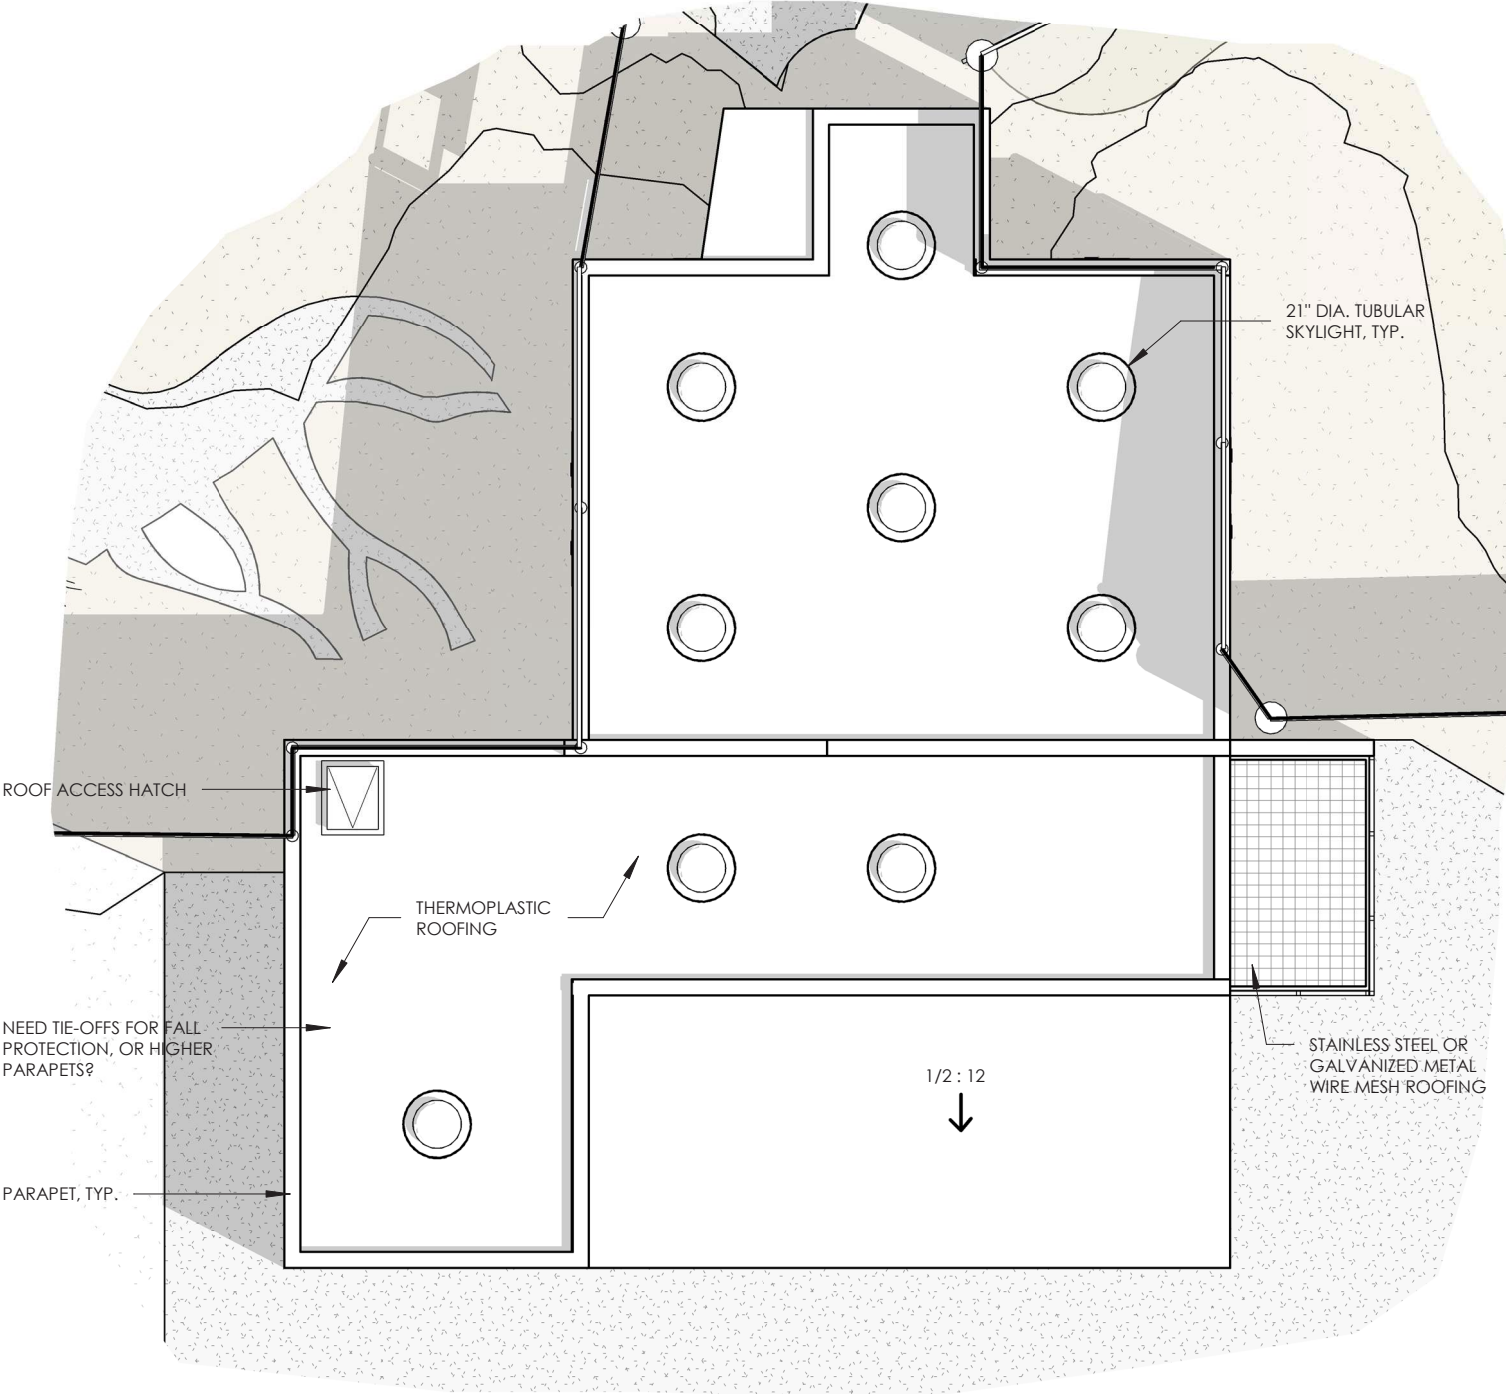 21" DIA. TUBULAR
SKYLIGHT, TYP.
ROOF ACCESS HATCH
THERMOPLASTIC
ROOFING
NEED TIE-OFFS FOR FALL
PROTECTION, OR HIGHER
PARAPETS?
STAINLESS STEEL OR
GALVANIZED METAL
WIRE MESH ROOFING
1/2 : 12
PARAPET, TYP.